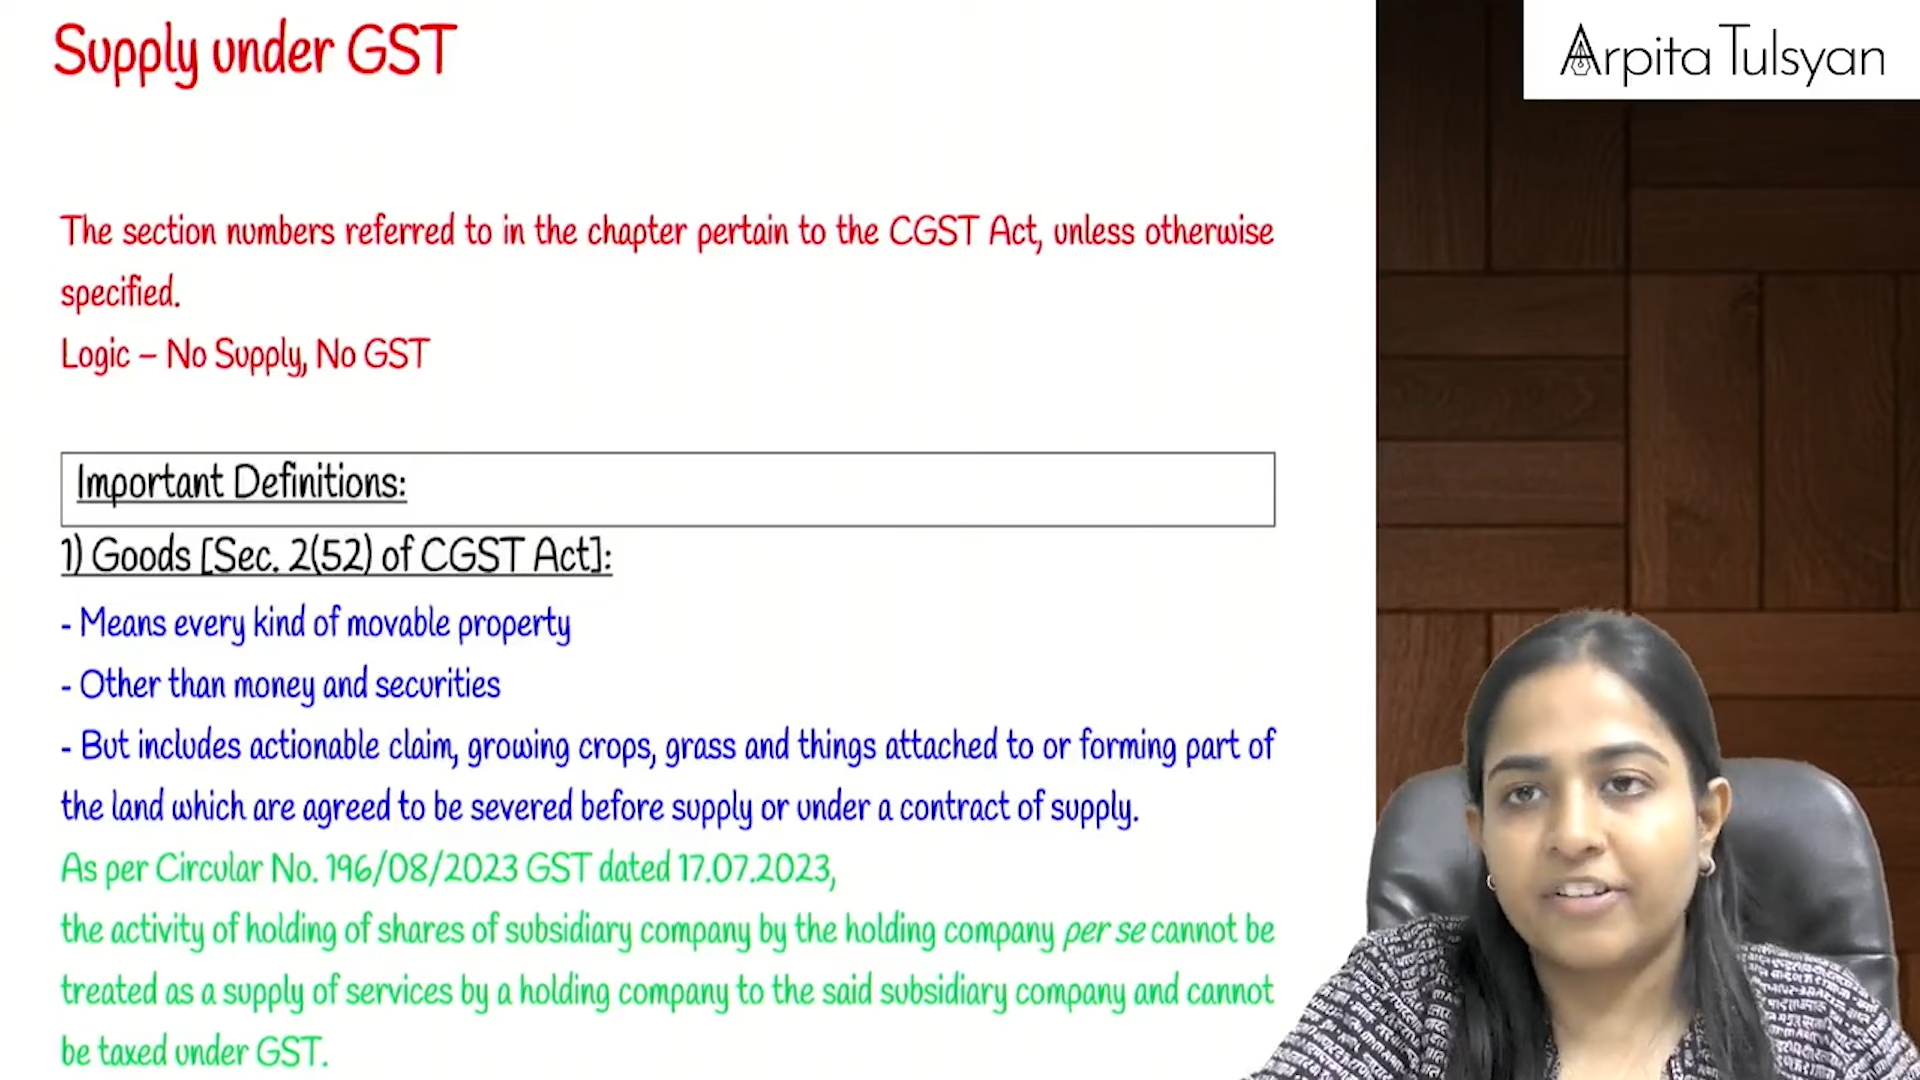 Supply under GST
Arpita Tulsyan
The section numbers referred to in the chapter pertain to the CGST Act, unless otherwise
specified.
Logic – No Supply, No GST
Important Definitions:
1) Goods [Sec. 2(52) of CGST Act]:
- Means every kind of movable property
- Other than money and securities
- But includes actionable claim, growing crops, grass and things attached to or forming part of
the land which are agreed to be severed before supply or under a contract of supply.
As per Circular No. 196/08/2023 GST dated 17.07.2023,
the activity of holding of shares of subsidiary company by the holding company per se cannot be
treated as a supply of services by a holding company to the said subsidiary company and cannot
be taxed under GST.